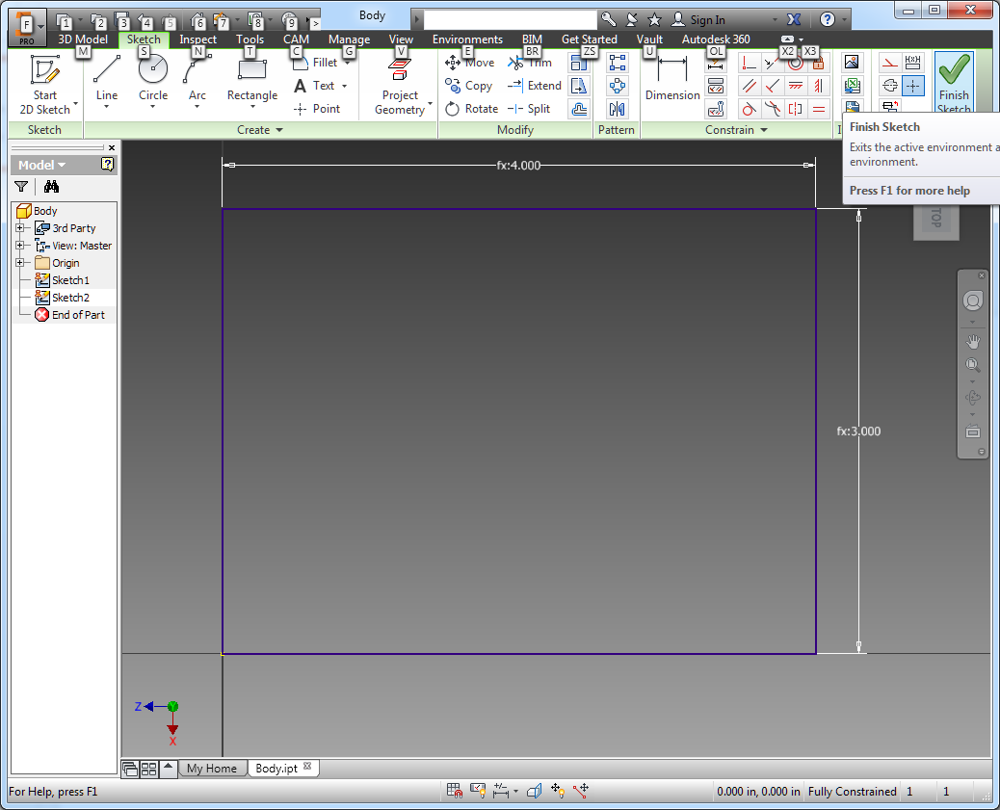 F
PRO
1 2 3 4 5 6 7 8 9 >
Body
Sign In
3D Model Sketch Inspect Tools CAM Manage View Environments BIM Get Started Vault Autodesk 360
M S N T C G V E BR ZS U OL X2 X3
Start
2D Sketch
Line
Circle
Arc
Rectangle
Fillet
Text
Point
Project
Geometry
Move
Copy
Rotate
Trim
Extend
Split
Dimension
Finish
Sketch
Sketch
Create
Modify
Pattern
Constrain
Finish Sketch
Exits the active environment a
environment.
Press F1 for more help
Model
Body
3rd Party
View: Master
Origin
Sketch1
Sketch2
End of Part
fx:4.000
fx:3.000
TOP
Z
Y
X
My Home
Body.ipt
For Help, press F1
0.000 in, 0.000 in Fully Constrained 1 1